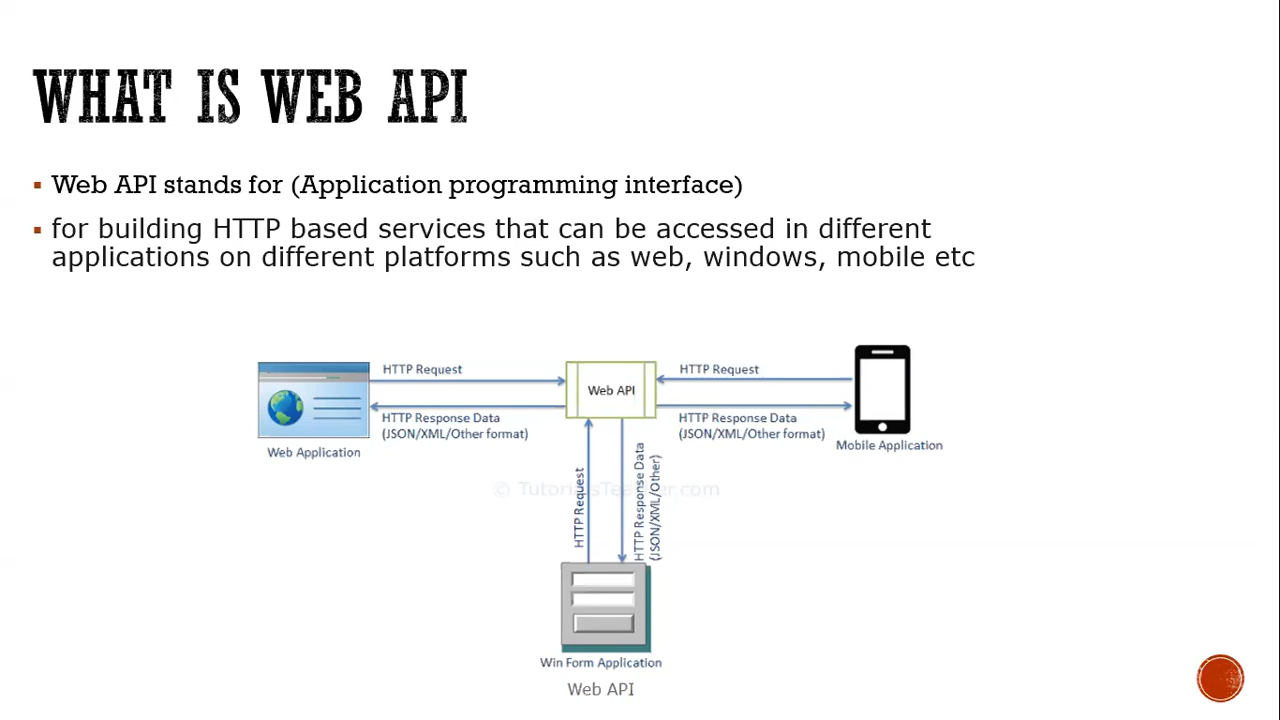 WHAT IS WEB API
Web API stands for (Application programming interface)
for building HTTP based services that can be accessed in different
applications on different platforms such as web, windows, mobile etc
HTTP Request
HTTP Response Data
(JSON/XML/Other format)
Web Application
Web API
HTTP Request
HTTP Response Data
(JSON/XML/Other format)
Mobile Application
HTTP Request
HTTP Response Data
(JSON/XML/Other)
Win Form Application
Web API